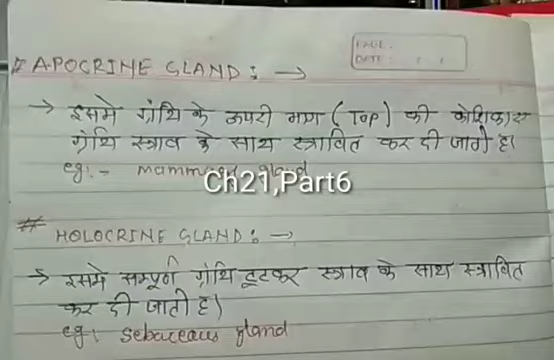 PAGE:
DATE: / /
# APOCRINE GLAND : →
→ इसमे ग्रंथि के ऊपरी भाग (Top) की कोशिकाएं
ग्रंथि स्त्राव के साथ स्त्रावित कर दी जाती है।
eg:- mammary gland
Ch21,Part6
# HOLOCRINE GLAND : →
→ इसमे सम्पूर्ण ग्रंथि टूटकर स्त्राव के साथ स्त्रावित
कर दी जाती है)
eg: Sebaceaus gland